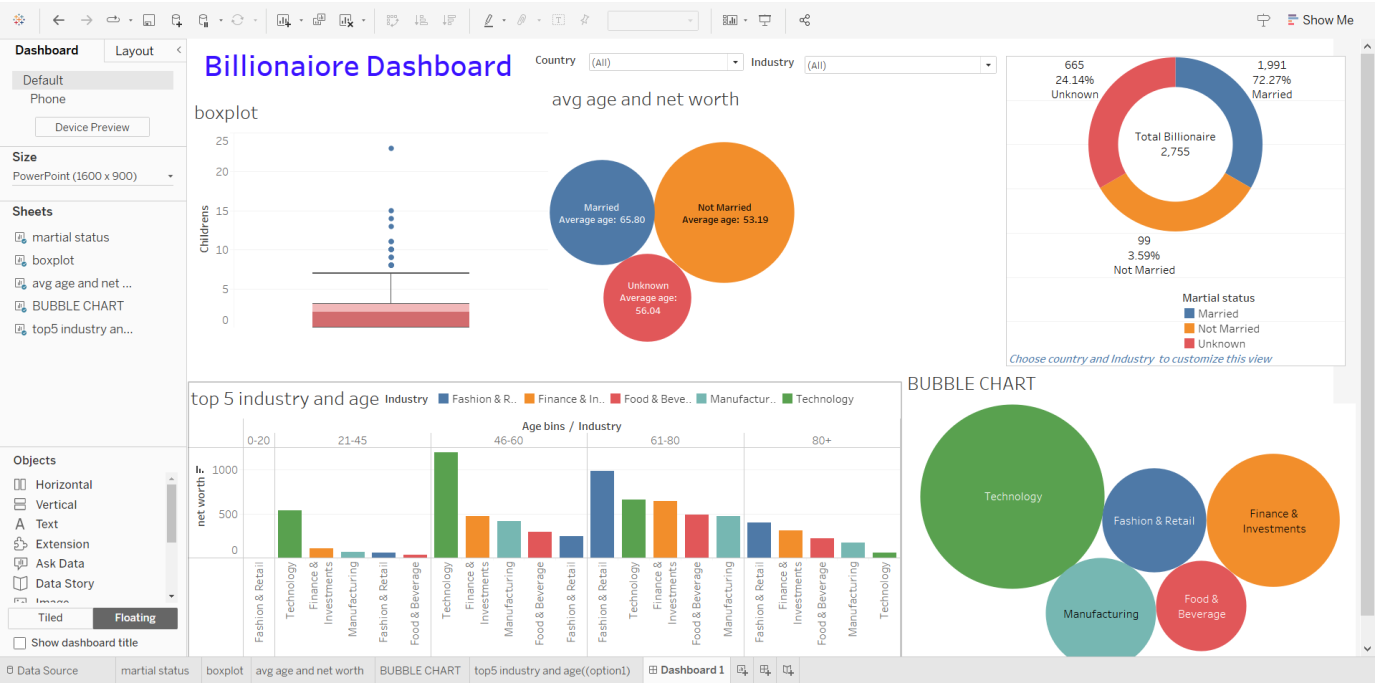 Show Me
Dashboard
Layout
Default
Phone
Device Preview
Size
PowerPoint (1600 x 900)
Sheets
martial status
boxplot
avg age and net ...
BUBBLE CHART
top5 industry an...
Objects
Horizontal
Vertical
Text
Extension
Ask Data
Data Story
Image
Tiled
Floating
Show dashboard title
Billionaiore Dashboard
Country
(All)
Industry
(All)
boxplot
Childrens
25
20
15
10
5
0
avg age and net worth
Married
Average age: 65.80
Not Married
Average age: 53.19
Unknown
Average age:
56.04
665
24.14%
Unknown
1,991
72.27%
Married
Total Billionaire
2,755
99
3.59%
Not Married
Martial status
Married
Not Married
Unknown
Choose country and Industry to customize this view
top 5 industry and age
Industry
Fashion & R..
Finance & In..
Food & Beve..
Manufactur..
Technology
Age bins / Industry
0-20
21-45
46-60
61-80
80+
net worth
1000
500
0
Fashion & Retail
Technology
Finance &
Investments
Manufacturing
Fashion & Retail
Food & Beverage
Technology
Finance &
Investments
Manufacturing
Food & Beverage
Fashion & Retail
Fashion & Retail
Technology
Finance &
Investments
Food & Beverage
Manufacturing
Fashion & Retail
Finance &
Investments
Food & Beverage
Manufacturing
Technology
BUBBLE CHART
Technology
Fashion & Retail
Finance &
Investments
Manufacturing
Food &
Beverage
Data Source
martial status
boxplot
avg age and net worth
BUBBLE CHART
top5 industry and age((option1)
Dashboard 1